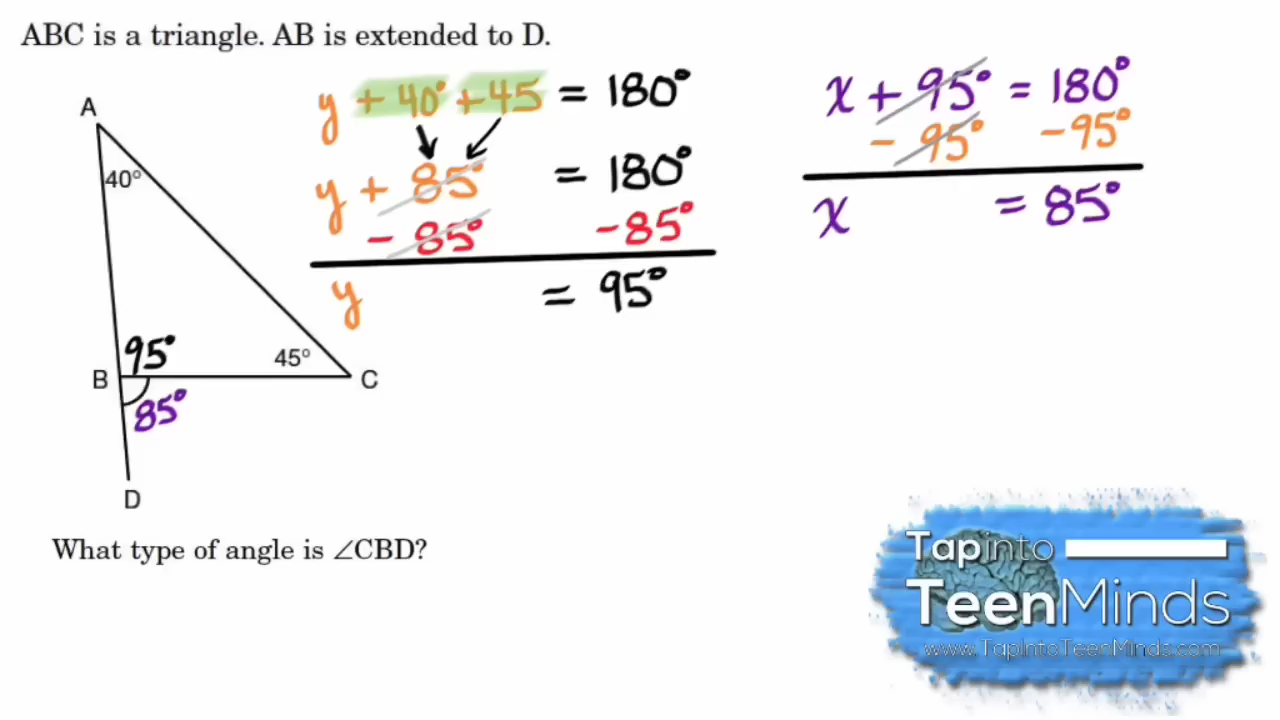 ABC is a triangle. AB is extended to D.
y + 40° + 45 = 180°
y + 85° = 180°
- 85° - 85°
y = 95°
x + 95° = 180°
- 95° - 95°
x = 85°
A
40°
95°
45°
B
C
85°
D
What type of angle is ∠CBD?
Tap into
TeenMinds
www.TapIntoTeenMinds.com